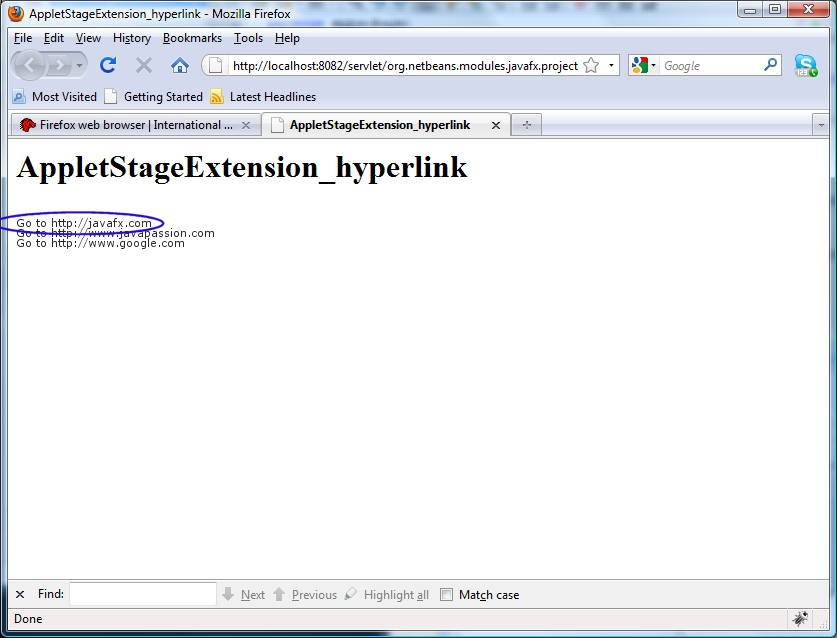 AppletStageExtension_hyperlink - Mozilla Firefox
File Edit View History Bookmarks Tools Help
http://localhost:8082/servlet/org.netbeans.modules.javafx.project Google
Most Visited Getting Started Latest Headlines
Firefox web browser | International ... AppletStageExtension_hyperlink
AppletStageExtension_hyperlink
Go to http://javafx.com
Go to http://www.javapassion.com
Go to http://www.google.com
Find: Next Previous Highlight all Match case
Done